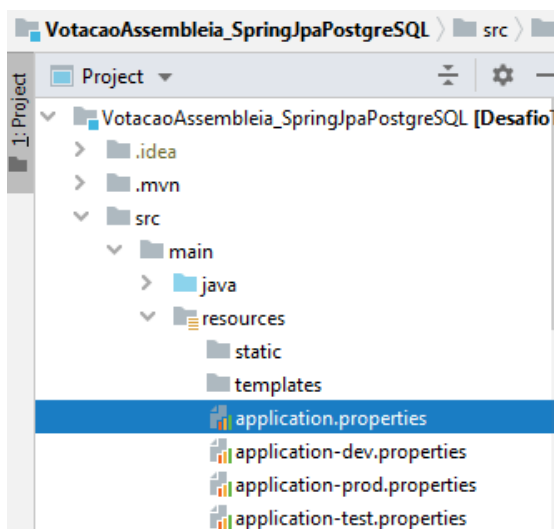 VotacaoAssembleia_SpringJpaPostgreSQL src
1: Project
Project
VotacaoAssembleia_SpringJpaPostgreSQL [Desafio
.idea
.mvn
src
main
java
resources
static
templates
application.properties
application-dev.properties
application-prod.properties
application-test.properties